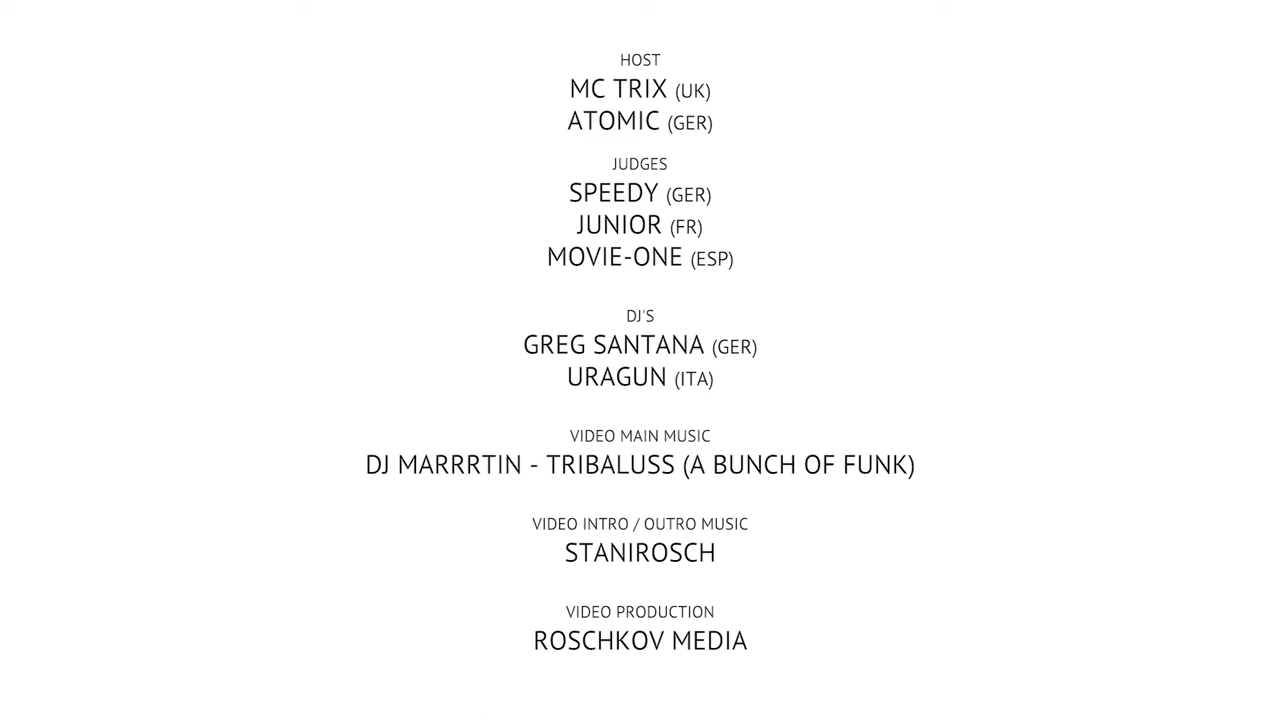 HOST
MC TRIX (UK)
ATOMIC (GER)
JUDGES
SPEEDY (GER)
JUNIOR (FR)
MOVIE-ONE (ESP)
DJ'S
GREG SANTANA (GER)
URAGUN (ITA)
VIDEO MAIN MUSIC
DJ MARRRTIN - TRIBALUSS (A BUNCH OF FUNK)
VIDEO INTRO / OUTRO MUSIC
STANIROSCH
VIDEO PRODUCTION
ROSCHKOV MEDIA